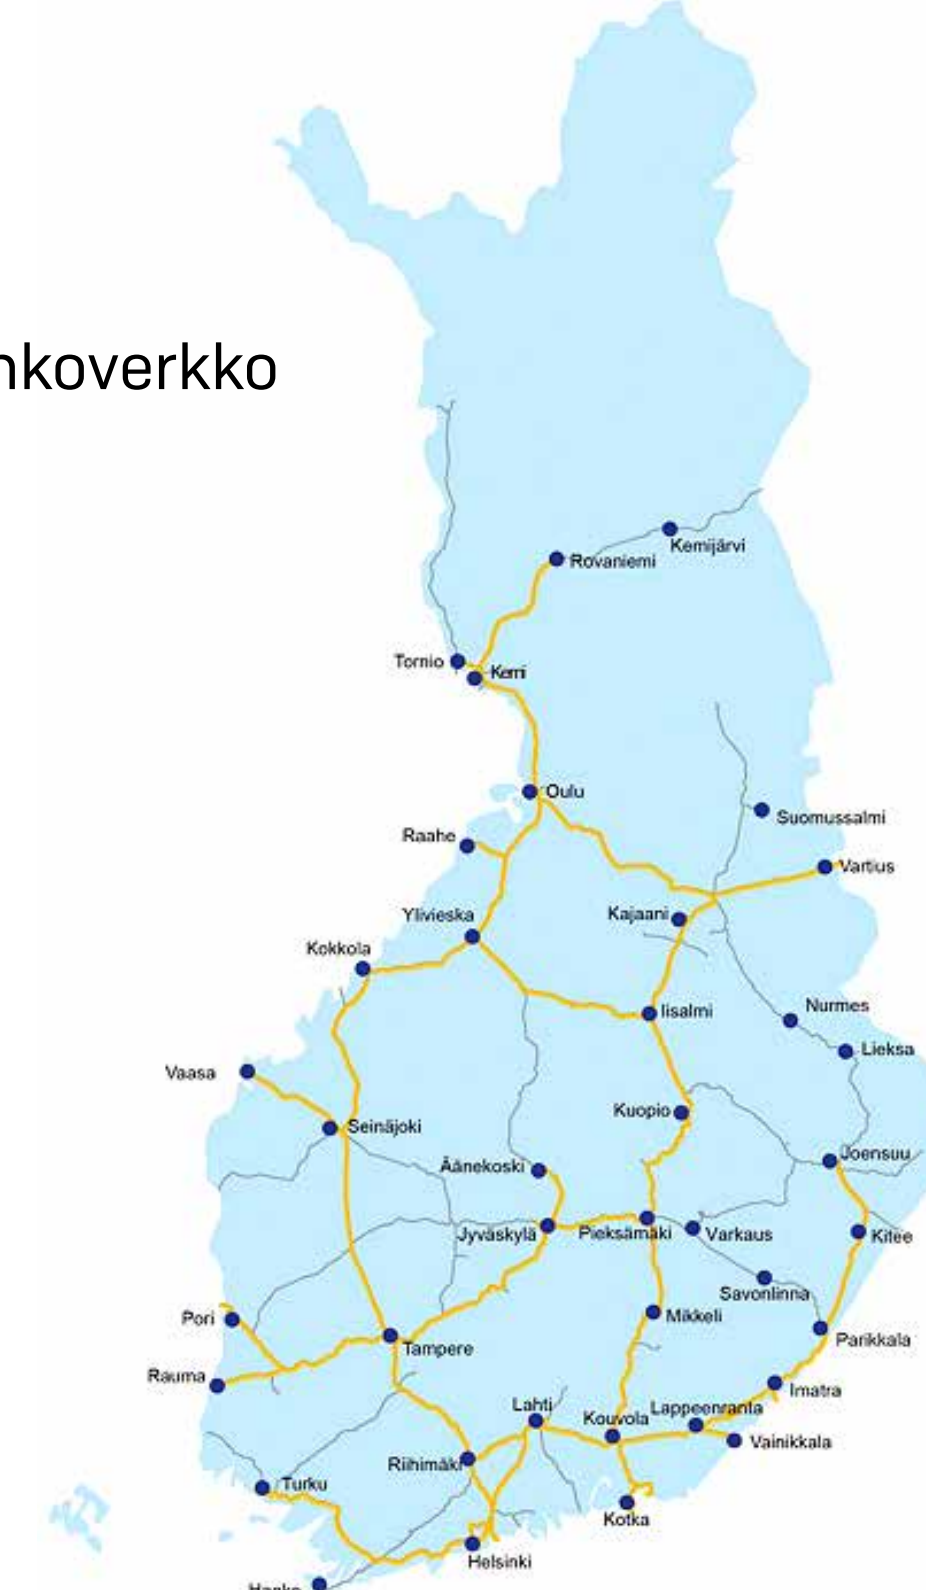 nkoverkko
Kemijärvi
Rovaniemi
Tornio
Kemi
Oulu
Suomussalmi
Raahe
Vartius
Ylivieska
Kajaani
Kokkola
Nurmes
Iisalmi
Lieksa
Vaasa
Kuopio
Seinäjoki
Joensuu
Äänekoski
Jyväskylä
Pieksämäki
Varkaus
Kitee
Savonlinna
Pori
Mikkeli
Parikkala
Tampere
Rauma
Imatra
Lahti
Kouvola
Lappeenranta
Vainikkala
Riihimäki
Turku
Kotka
Helsinki
Hanko